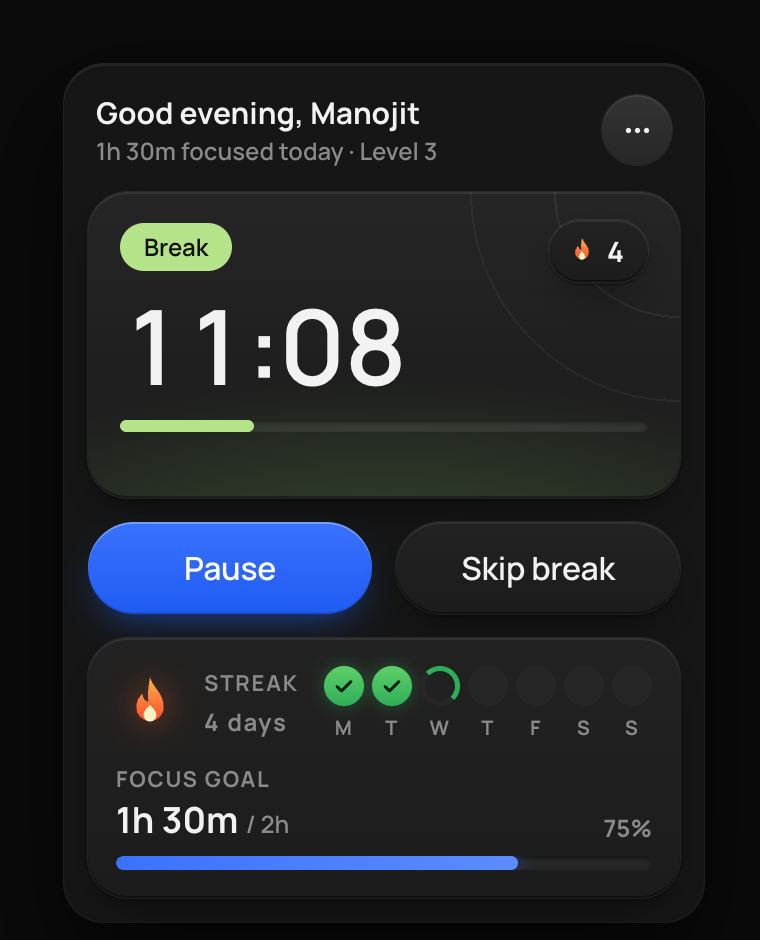 Good evening, Manojit
1h 30m focused today · Level 3
Break
4
11:08
Pause
Skip break
STREAK
4 days
M T W T F S S
FOCUS GOAL
1h 30m / 2h
75%